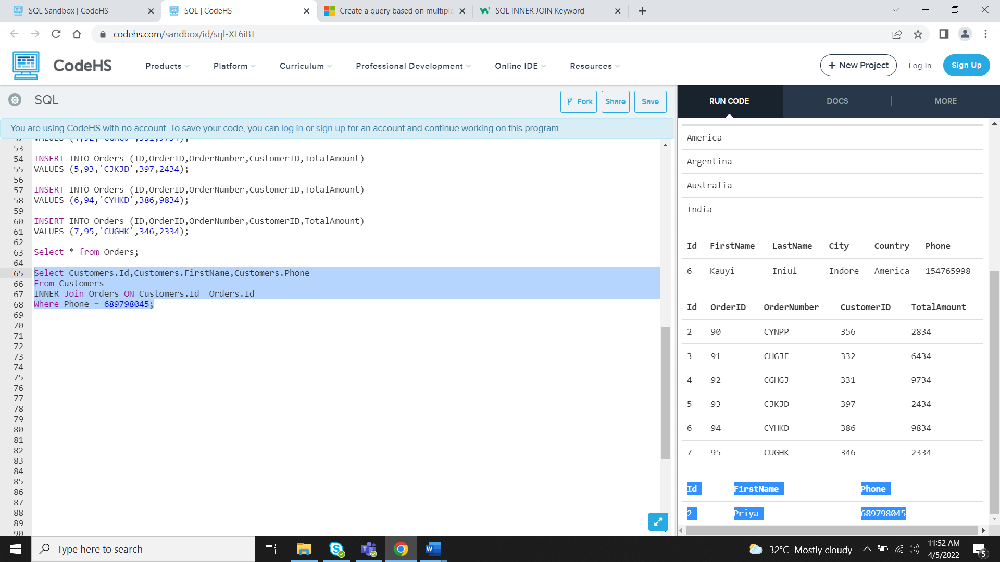 SQL Sandbox | CodeHS
SQL | CodeHS
Create a query based on multiple
SQL INNER JOIN Keyword
codehs.com/sandbox/id/sql-XF6iBT
CodeHS
Products
Platform
Curriculum
Professional Development
Online IDE
Resources
+ New Project
Log In
Sign Up
SQL
Fork
Share
Save
RUN CODE
DOCS
MORE
You are using CodeHS with no account. To save your code, you can log in or sign up for an account and continue working on this program.
53
54 INSERT INTO Orders (ID,OrderID,OrderNumber,CustomerID,TotalAmount)
55 VALUES (5,93,'CJKJD',397,2434);
56
57 INSERT INTO Orders (ID,OrderID,OrderNumber,CustomerID,TotalAmount)
58 VALUES (6,94,'CYHKD',386,9834);
59
60 INSERT INTO Orders (ID,OrderID,OrderNumber,CustomerID,TotalAmount)
61 VALUES (7,95,'CUGHK',346,2334);
62
63 Select * from Orders;
64
65 Select Customers.Id,Customers.FirstName,Customers.Phone
66 From Customers
67 INNER Join Orders ON Customers.Id= Orders.Id
68 Where Phone = 689798045;
69
70
71
72
73
74
75
76
77
78
79
80
81
82
83
84
85
86
87
88
89
90
America
Argentina
Australia
India
Id FirstName LastName City Country Phone
6 Kauyi Iniul Indore America 154765998
Id OrderID OrderNumber CustomerID TotalAmount
2 90 CYNPP 356 2834
3 91 CHGJF 332 6434
4 92 CGHGJ 331 9734
5 93 CJKJD 397 2434
6 94 CYHKD 386 9834
7 95 CUGHK 346 2334
Id FirstName Phone
2 Priya 689798045
Type here to search
32°C Mostly cloudy
11:52 AM
4/5/2022
5